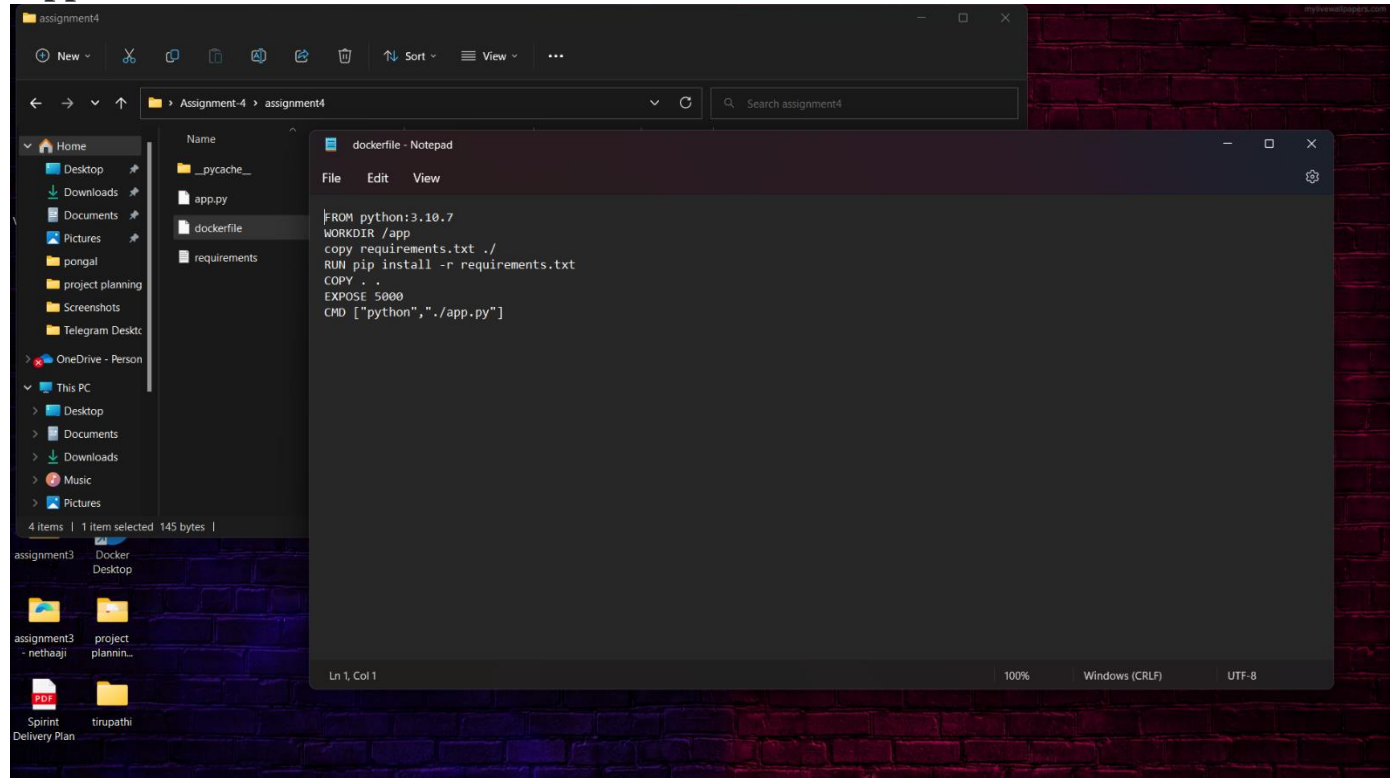 assignment4
mylivewallpapers.com
New
Sort
View
Assignment-4 > assignment4
Search assignment4
Home
Desktop
Downloads
Documents
Pictures
pongal
project planning
Screenshots
Telegram Deskto
OneDrive - Person
This PC
Desktop
Documents
Downloads
Music
Pictures
Name
__pycache__
app.py
dockerfile
requirements
4 items | 1 item selected 145 bytes |
dockerfile - Notepad
File Edit View
FROM python:3.10.7
WORKDIR /app
copy requirements.txt ./
RUN pip install -r requirements.txt
COPY . .
EXPOSE 5000
CMD ["python","./app.py"]
Ln 1, Col 1 100% Windows (CRLF) UTF-8
assignment3
Docker
Desktop
assignment3
- nethaaji
project
plannin...
PDF
Spirint
Delivery Plan
tirupathi